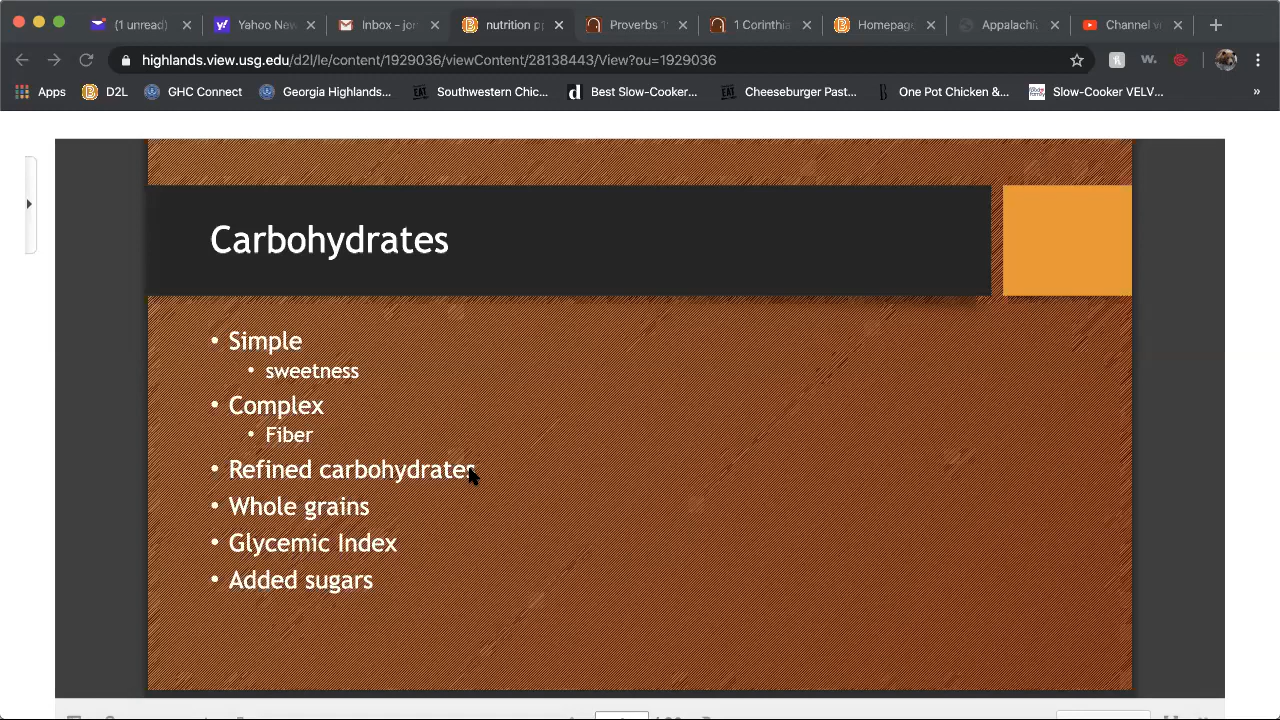 (1 unread)
Yahoo Nev
Inbox – jor
nutrition p
Proverbs 1
1 Corinthia
Homepage
Appalachi
Channel v
highlands.view.usg.edu/d2l/le/content/1929036/viewContent/28138443/View?ou=1929036
Apps
D2L
GHC Connect
Georgia Highlands...
Southwestern Chic...
Best Slow-Cooker...
Cheeseburger Past...
One Pot Chicken &...
Slow-Cooker VELV...
»
Carbohydrates
• Simple
• sweetness
• Complex
• Fiber
• Refined carbohydrates
• Whole grains
• Glycemic Index
• Added sugars